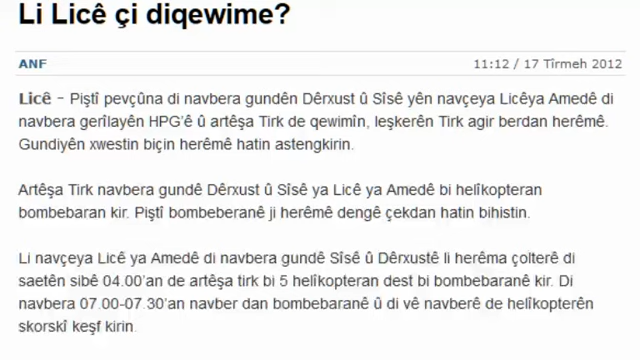 Li Licê çi diqewime?
ANF
11:12 / 17 Tîrmeh 2012
Licê – Piştî pevçûna di navbera gundên Dêrxust û Sîsê yên navçeya Licêya Amedê di
navbera gerîlayên HPG'ê û artêşa Tirk de qewimîn, leşkerên Tirk agir berdan herêmê.
Gundiyên xwestin biçin herêmê hatin astengkirin.
Artêşa Tirk navbera gundê Dêrxust û Sîsê ya Licê ya Amedê bi helîkopteran
bombebaran kir. Piştî bombeberanê ji herêmê dengê çekdan hatin bihistin.
Li navçeya Licê ya Amedê di navbera gundê Sîsê û Dêrxustê li herêma çolterê di
saetên sibê 04.00'an de artêşa tirk bi 5 helîkopteran dest bi bombebaranê kir. Di
navbera 07.00-07.30'an navber dan bombebaranê û di vê navberê de helîkopterên
skorskî keşf kirin.